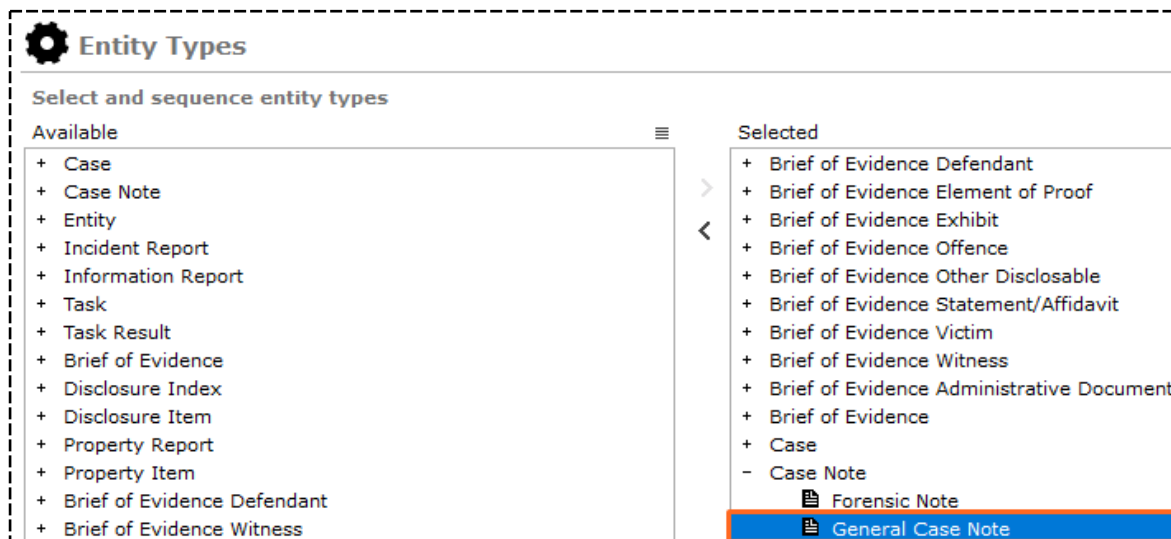 Entity Types
Select and sequence entity types
Available
+ Case
+ Case Note
+ Entity
+ Incident Report
+ Information Report
+ Task
+ Task Result
+ Brief of Evidence
+ Disclosure Index
+ Disclosure Item
+ Property Report
+ Property Item
+ Brief of Evidence Defendant
+ Brief of Evidence Witness
Selected
+ Brief of Evidence Defendant
+ Brief of Evidence Element of Proof
+ Brief of Evidence Exhibit
+ Brief of Evidence Offence
+ Brief of Evidence Other Disclosable
+ Brief of Evidence Statement/Affidavit
+ Brief of Evidence Victim
+ Brief of Evidence Witness
+ Brief of Evidence Administrative Document
+ Brief of Evidence
+ Case
- Case Note
Forensic Note
General Case Note